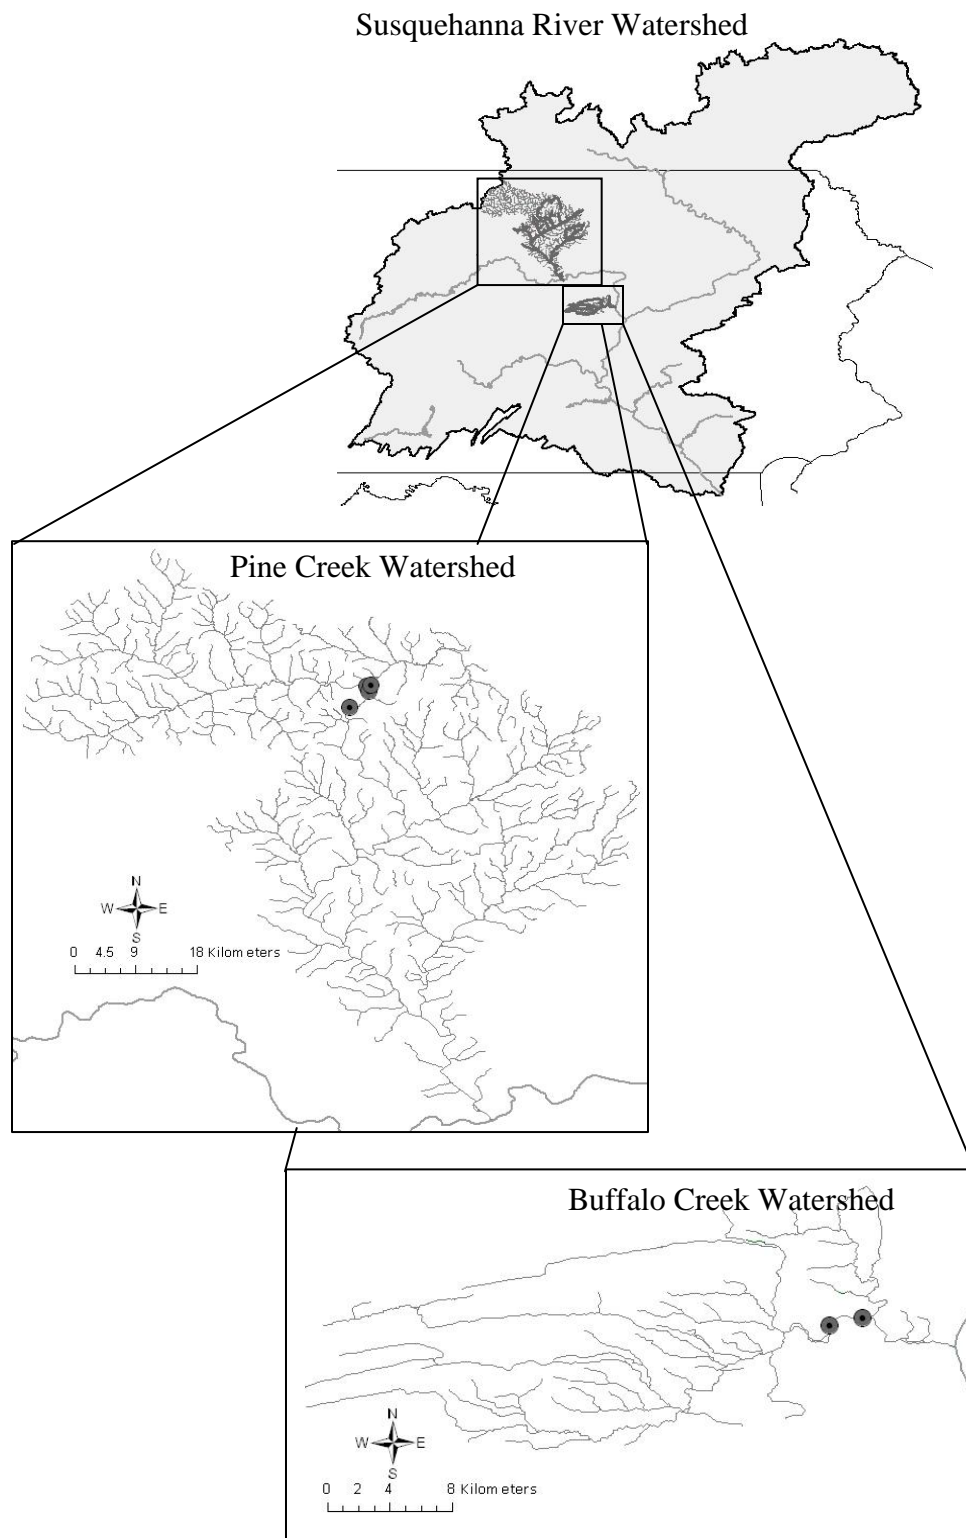 Susquehanna River Watershed
Pine Creek Watershed
N
W E
S
0 4.5 9 18 Kilometers
Buffalo Creek Watershed
N
W E
S
0 2 4 8 Kilometers